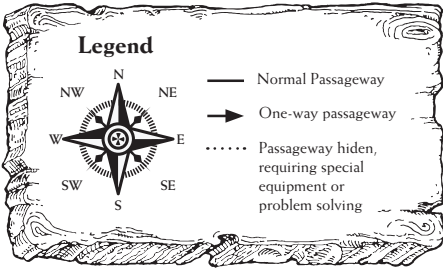 Legend
N
NW NE
W E
SW SE
S
Normal Passageway
One-way passageway
Passageway hiden,
requiring special
equipment or
problem solving